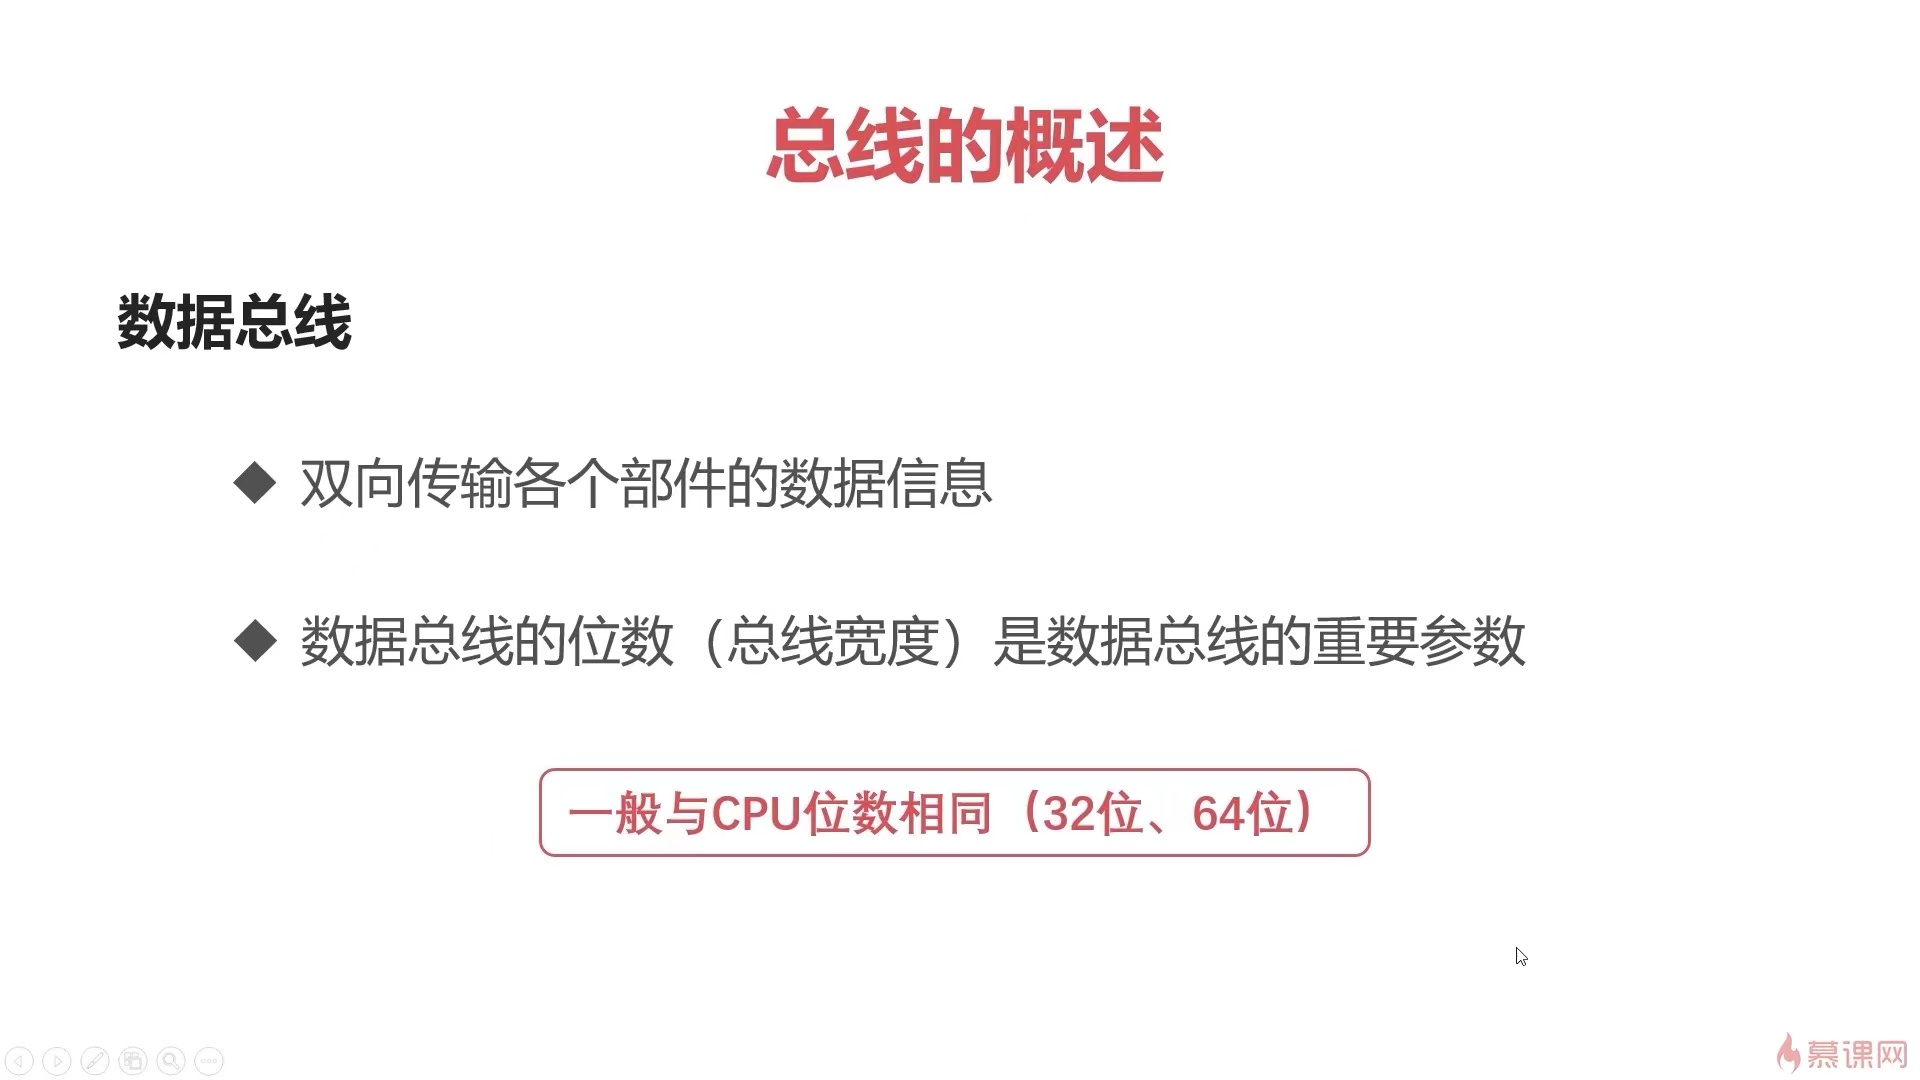 总线的概述
数据总线
双向传输各个部件的数据信息
数据总线的位数（总线宽度）是数据总线的重要参数
一般与CPU位数相同（32位、64位）
慕课网